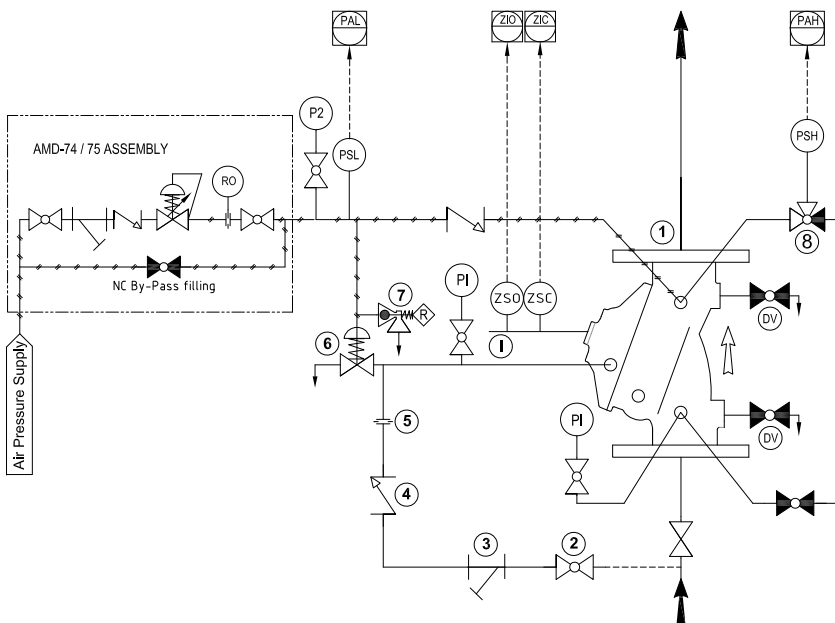 PAL
ZIO
ZIC
PAH
P2
AMD-74 / 75 ASSEMBLY
PSL
PSH
RO
1
8
NC By-Pass filling
PI
ZSO
ZSC
7
R
DV
6
I
Air Pressure Supply
5
PI
DV
4
3
2